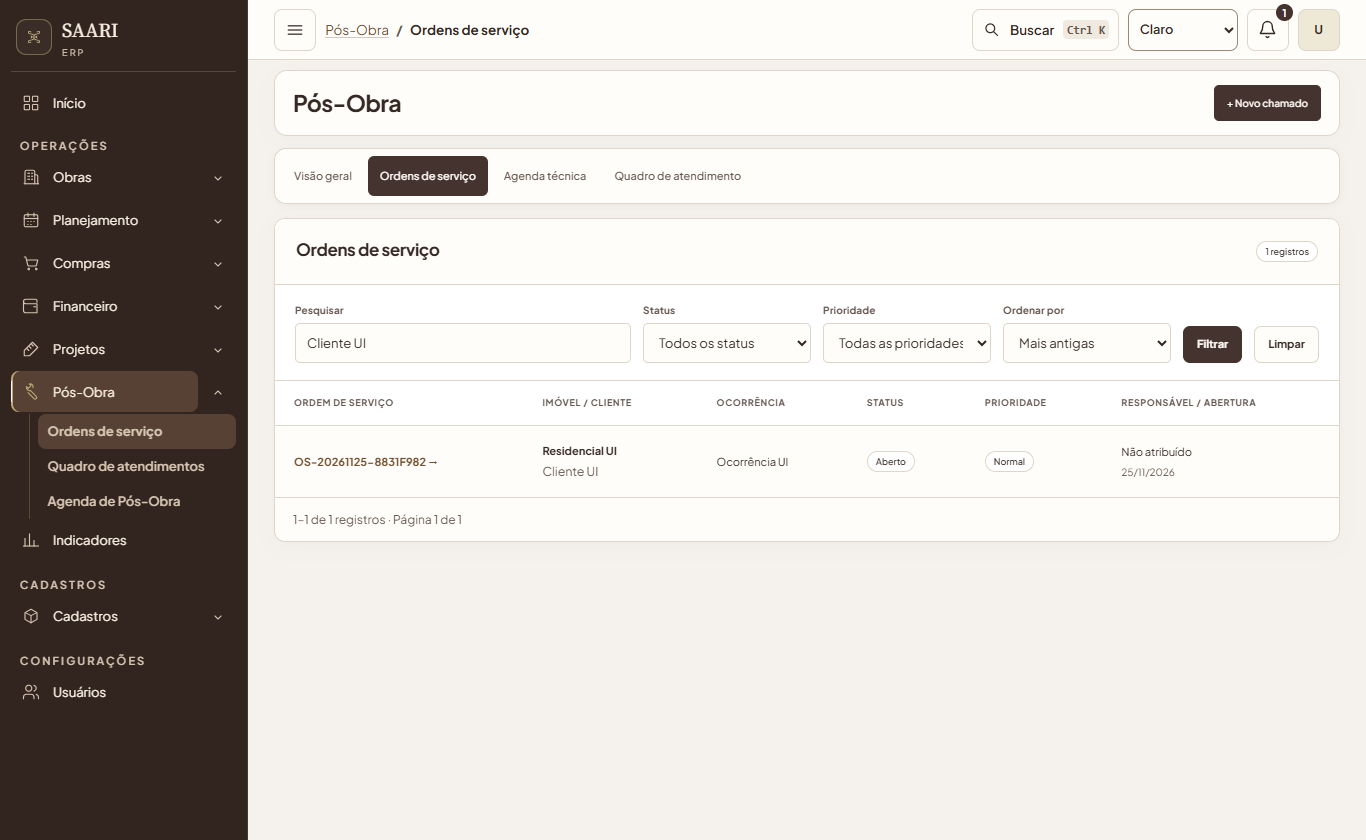 SAARI
ERP
Início
OPERAÇÕES
Obras
Planejamento
Compras
Financeiro
Projetos
Pós-Obra
Ordens de serviço
Quadro de atendimentos
Agenda de Pós-Obra
Indicadores
CADASTROS
Cadastros
CONFIGURAÇÕES
Usuários
Pós-Obra / Ordens de serviço
Buscar Ctrl K
Claro
1
U
Pós-Obra
+ Novo chamado
Visão geral Ordens de serviço Agenda técnica Quadro de atendimento
Ordens de serviço
1 registros
Pesquisar Status Prioridade Ordenar por
Cliente UI Todos os status Todas as prioridades Mais antigas Filtrar Limpar
ORDEM DE SERVIÇO IMÓVEL / CLIENTE OCORRÊNCIA STATUS PRIORIDADE RESPONSÁVEL / ABERTURA
OS-20261125-8831F982 → Residencial UI Ocorrência UI Aberto Normal Não atribuído
Cliente UI 25/11/2026
1–1 de 1 registros · Página 1 de 1